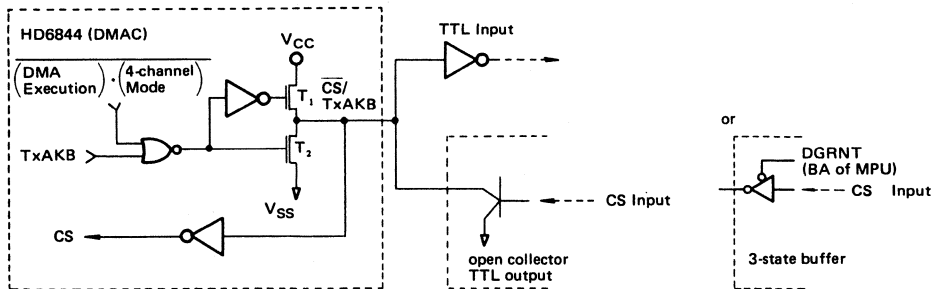 HD6844 (DMAC)
(DMA Execution)·(4-channel Mode)
VCC
T1
CS/
TxAKB
TxAKB
T2
VSS
CS
TTL Input
CS Input
open collector
TTL output
or
DGRNT
(BA of MPU)
CS Input
3-state buffer